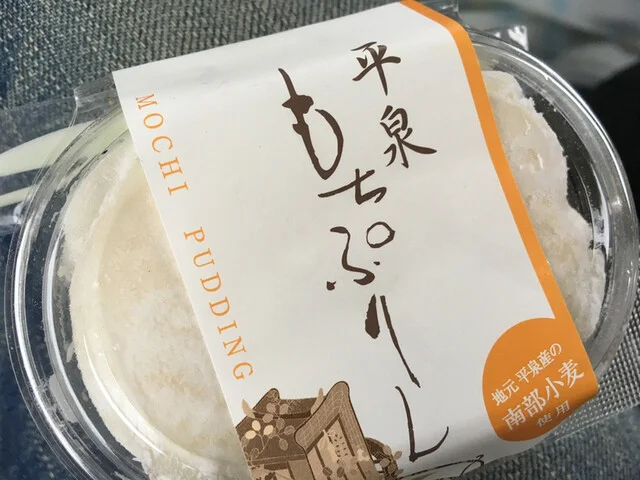 平泉
もちぷりん
MOCHI PUDDING
地元 平泉産の
南部小麦
使用